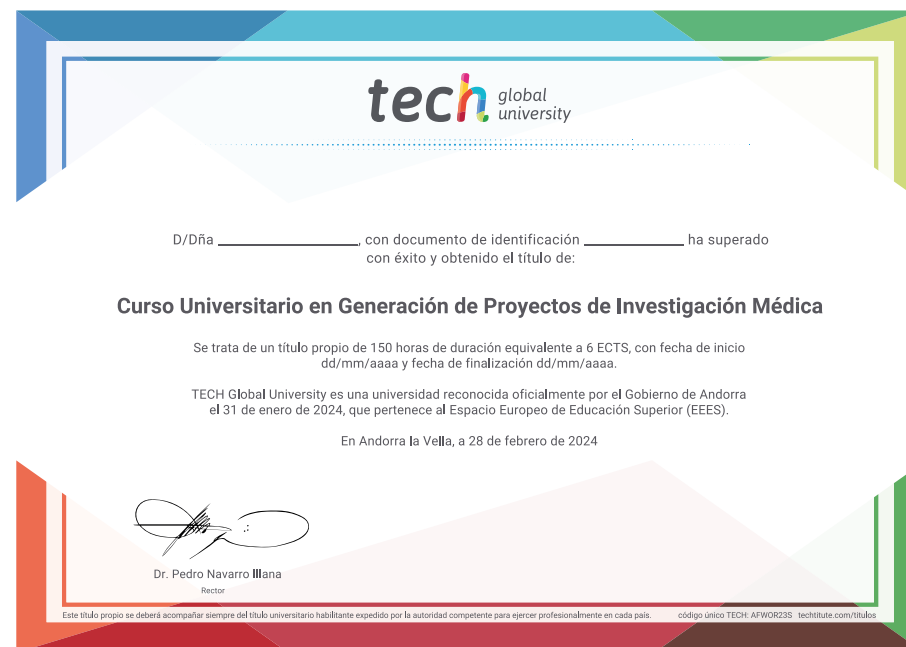 tech global
university
D/Dña ____________________, con documento de identificación ______________ ha superado
con éxito y obtenido el título de:
Curso Universitario en Generación de Proyectos de Investigación Médica
Se trata de un título propio de 150 horas de duración equivalente a 6 ECTS, con fecha de inicio
dd/mm/aaaa y fecha de finalización dd/mm/aaaa.
TECH Global University es una universidad reconocida oficialmente por el Gobierno de Andorra
el 31 de enero de 2024, que pertenece al Espacio Europeo de Educación Superior (EEES).
En Andorra la Vella, a 28 de febrero de 2024
Dr. Pedro Navarro Illana
Rector
Este título propio se deberá acompañar siempre del título universitario habilitante expedido por la autoridad competente para ejercer profesionalmente en cada país. código único TECH: AFWOR23S techtitute.com/titulos